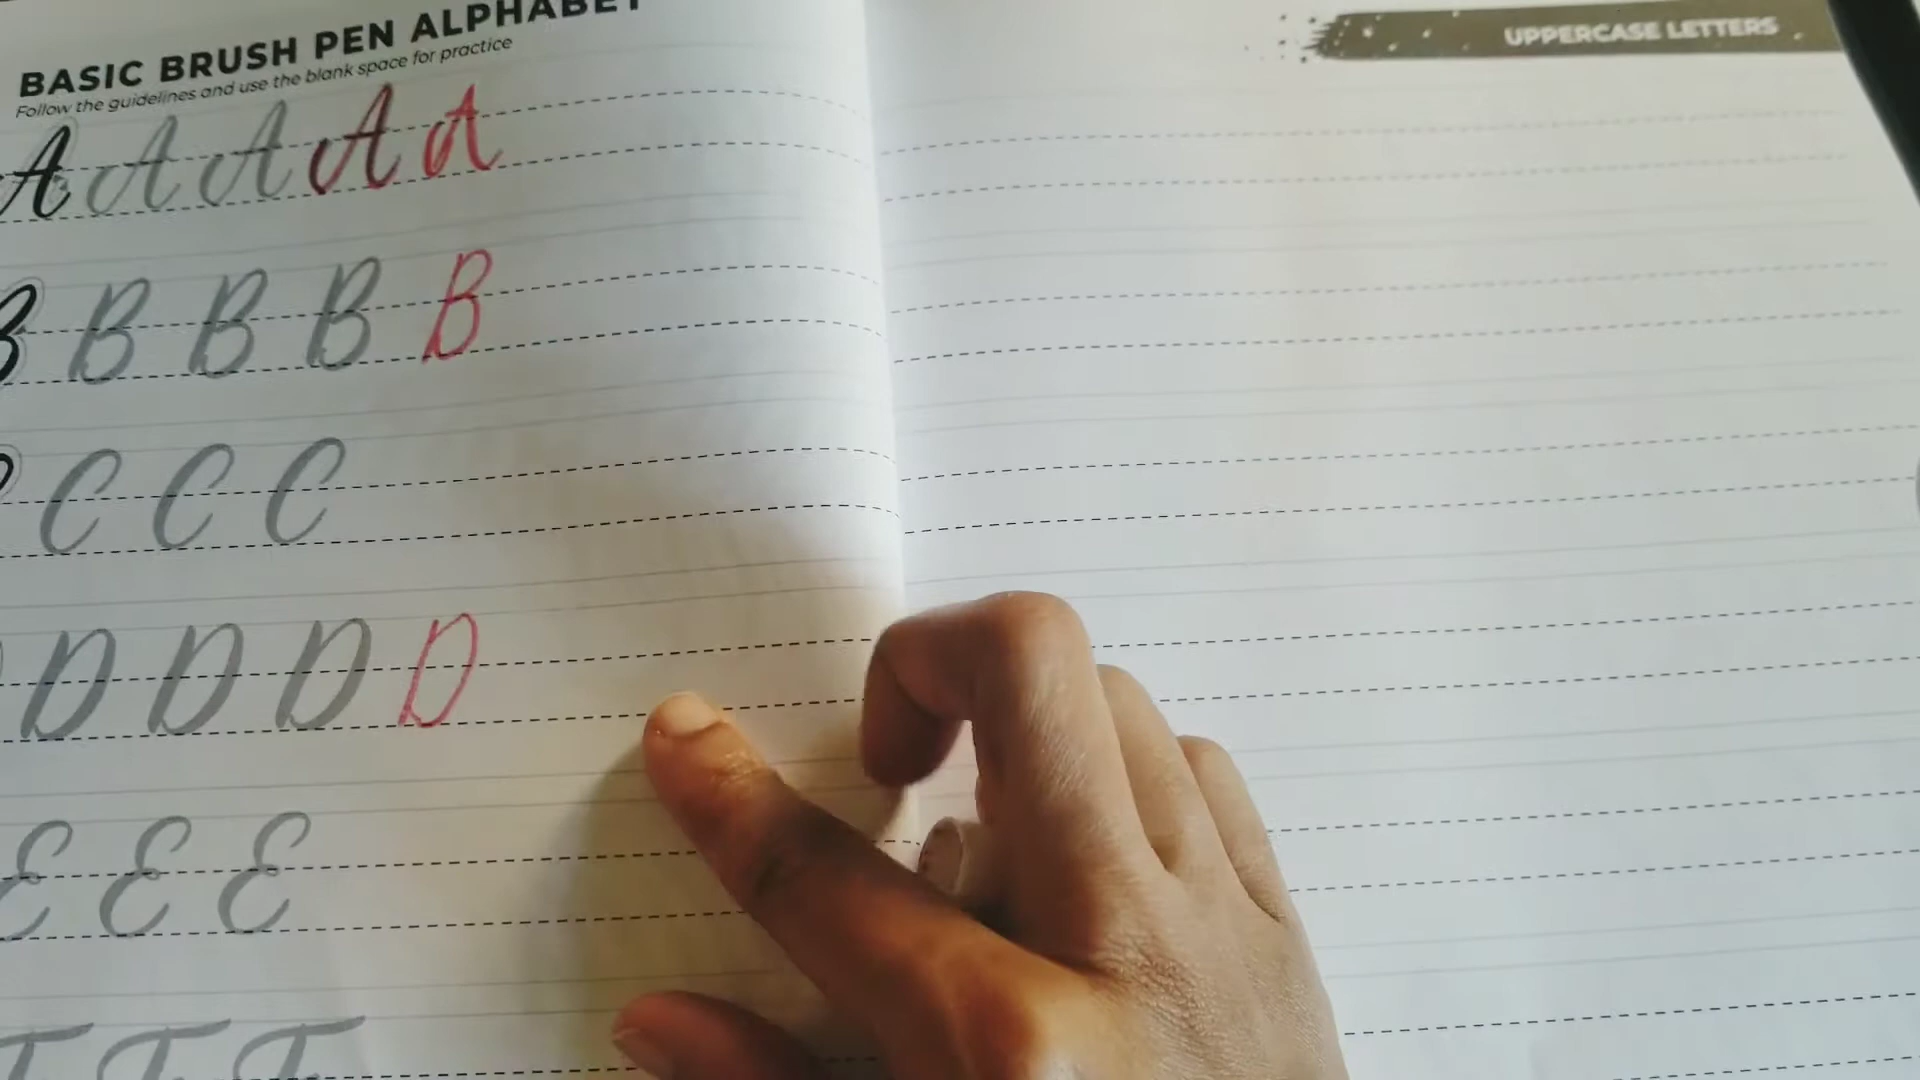 BASIC BRUSH PEN ALPHABET
Follow the guidelines and use the blank space for practice
UPPERCASE LETTERS
A A A A A
B B B B B
C C C C
D D D D
E E E